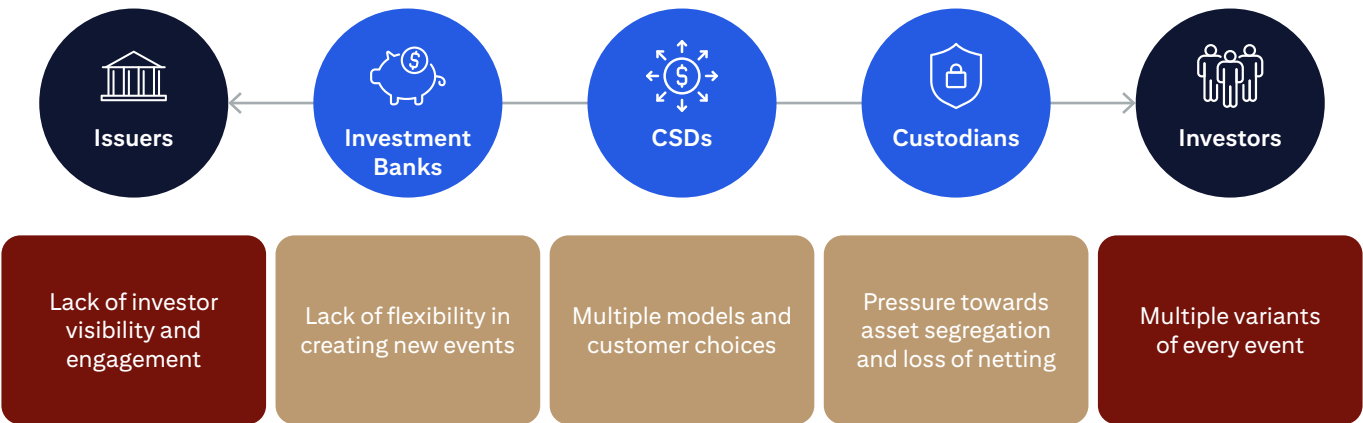 $
$
Issuers
Investment
Banks
CSDs
Custodians
Investors
Lack of investor
visibility and
engagement
Lack of flexibility in
creating new events
Multiple models and
customer choices
Pressure towards
asset segregation
and loss of netting
Multiple variants
of every event